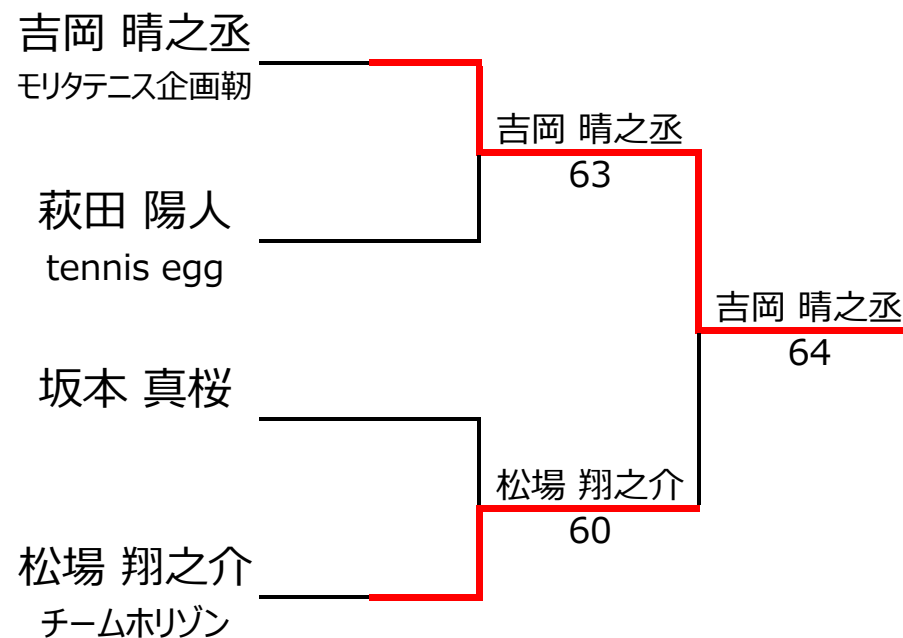 吉岡 晴之丞
モリタテニス企画靭
吉岡 晴之丞
63
萩田 陽人
tennis egg
吉岡 晴之丞
64
坂本 真桜
松場 翔之介
60
松場 翔之介
チームホリゾン